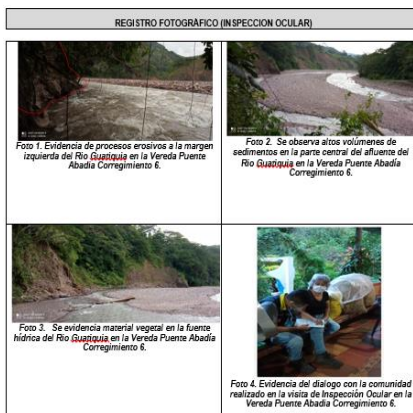 REGISTRO FOTOGRÁFICO (INSPECCION OCULAR)
Foto 1. Evidencia de procesos erosivos a la margen
izquierda del Rio Guatiquia en la Vereda Puente
Abadía Corregimiento 6.
Foto 2. Se observa altos volúmenes de
sedimentos en la parte central del afluente del
Rio Guatiquia en la Vereda Puente Abadía
Corregimiento 6.
Foto 3. Se evidencia material vegetal en la fuente
hídrica del Rio Guatiquia en la Vereda Puente Abadía
Corregimiento 6.
Foto 4. Evidencia del dialogo con la comunidad
realizado en la visita de Inspección Ocular en la
Vereda Puente Abadía Corregimiento 6.